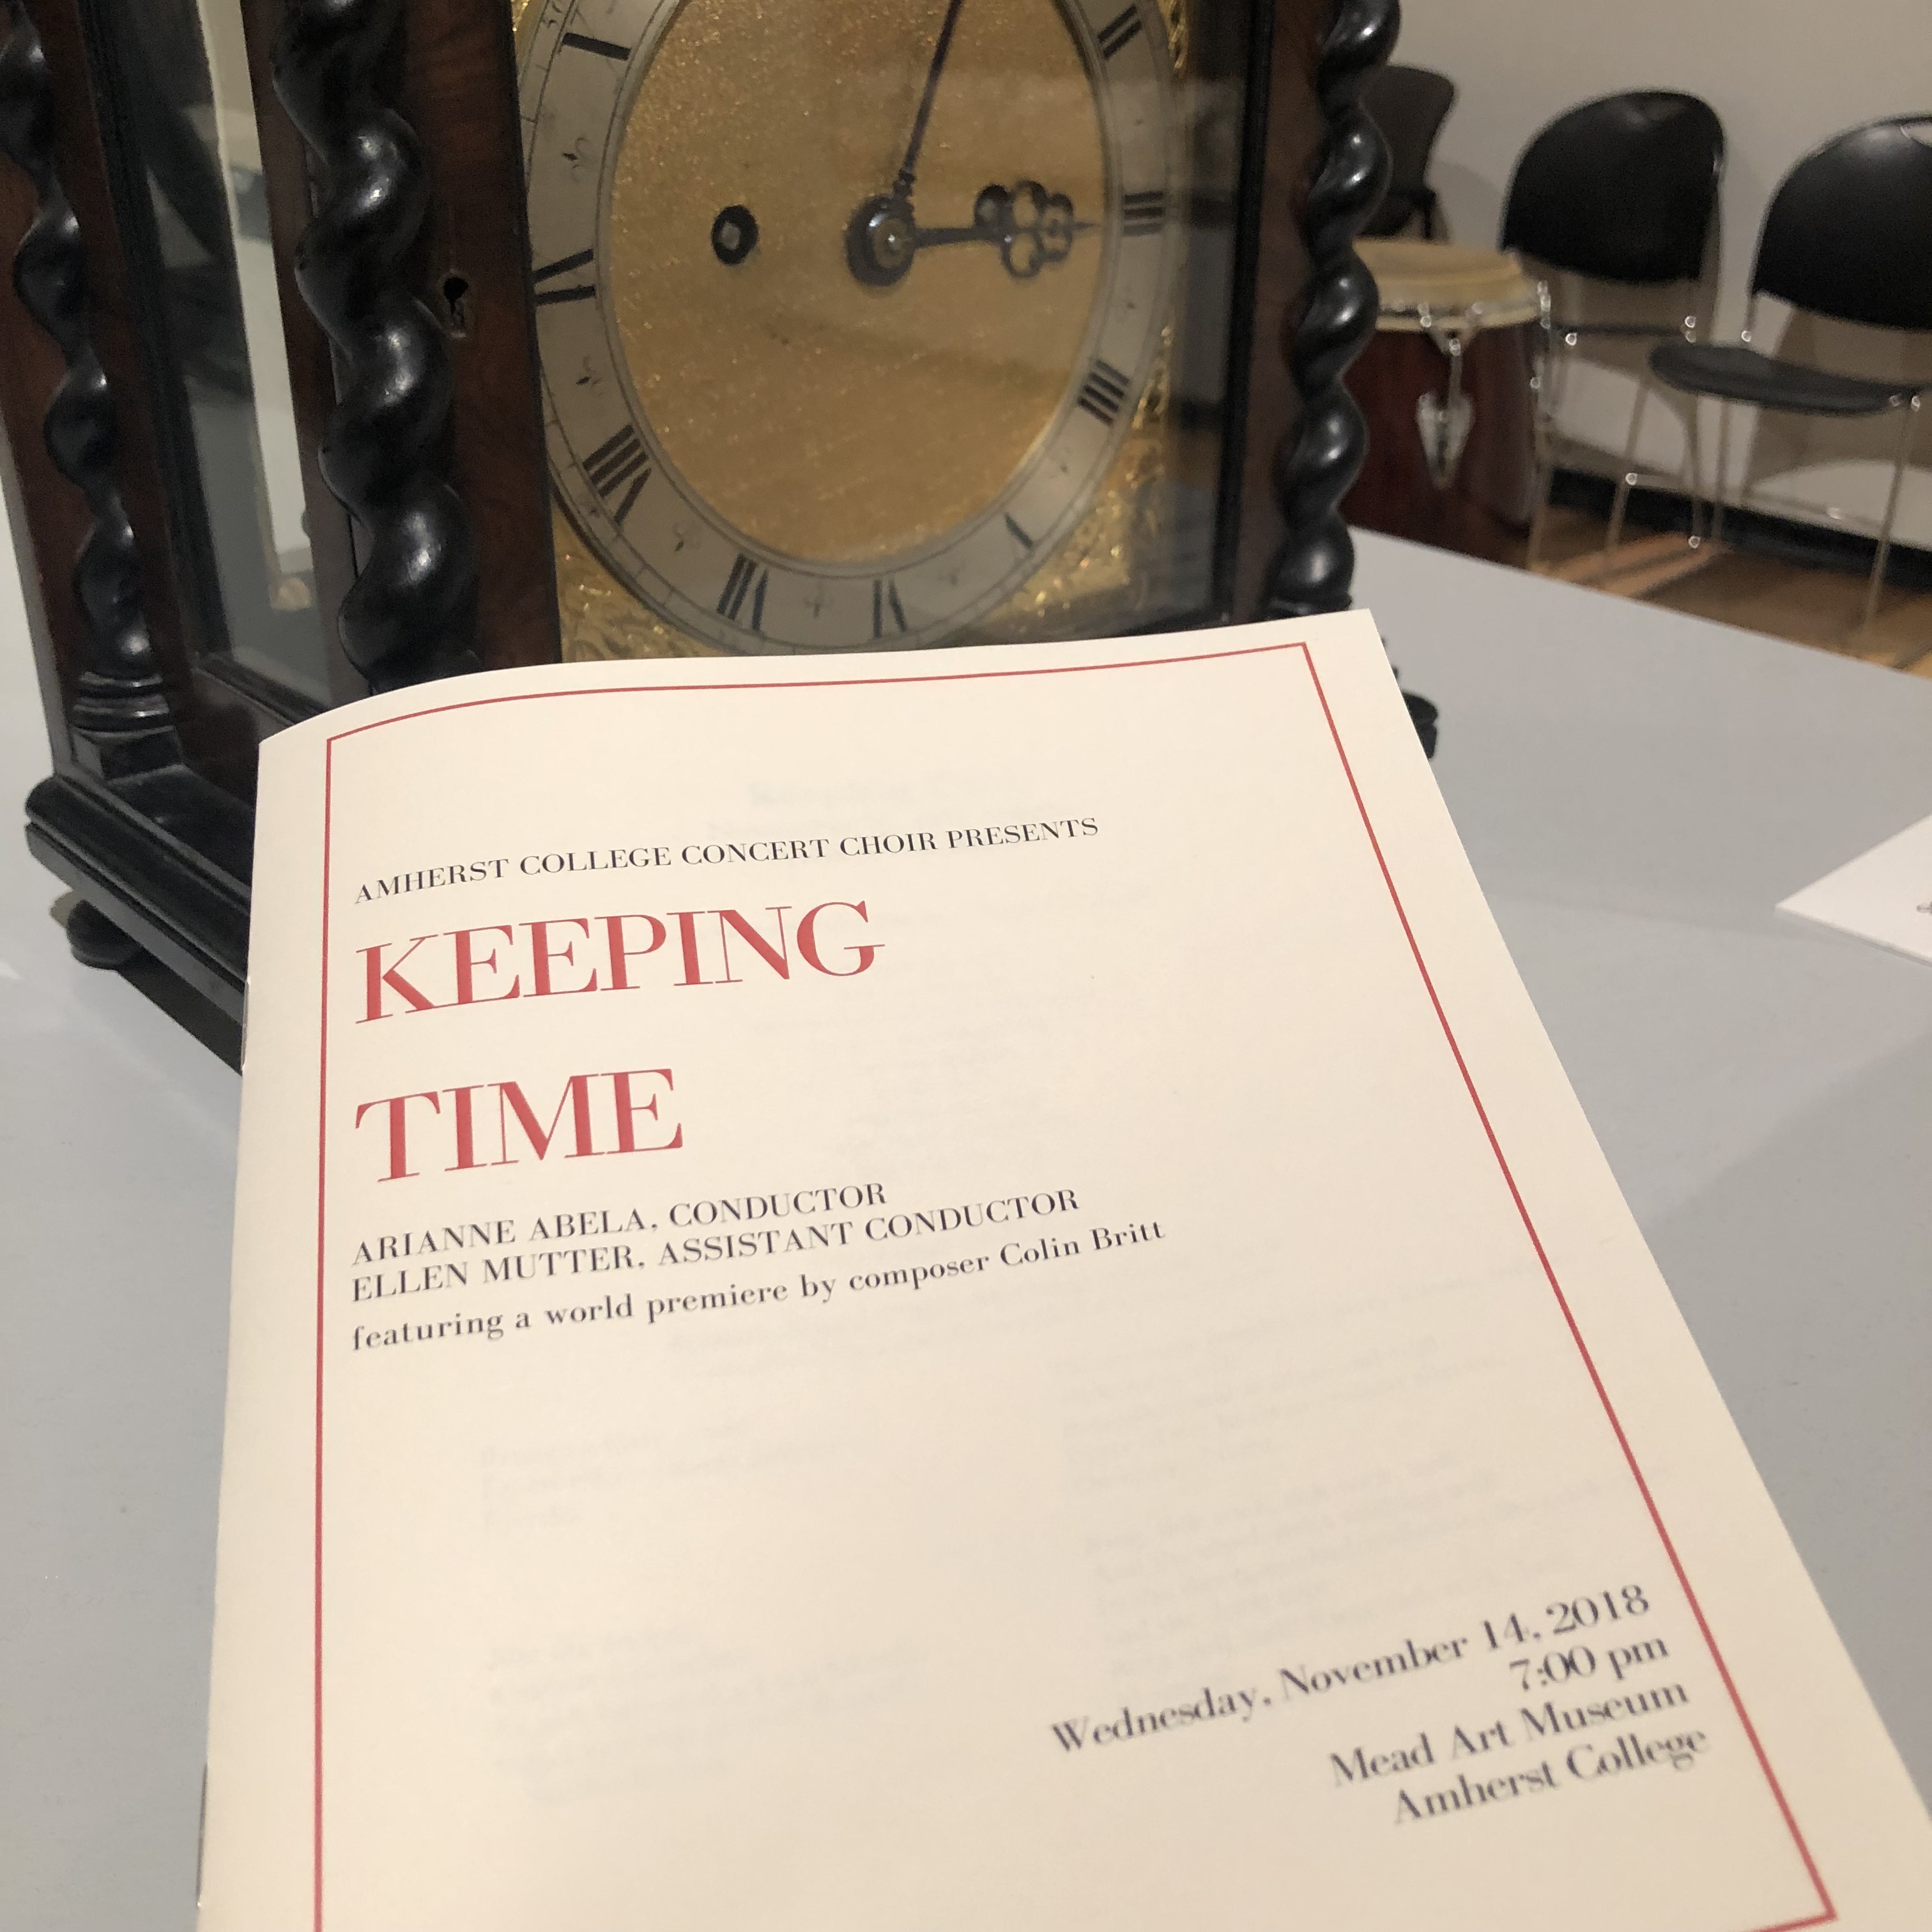 AMHERST COLLEGE CONCERT CHOIR PRESENTS
KEEPING
TIME
ARIANNE ABELA, CONDUCTOR
ELLEN MUTTER, ASSISTANT CONDUCTOR
featuring a world premiere by composer Colin Britt
Wednesday, November 14, 2018
7:00 pm
Mead Art Museum
Amherst College